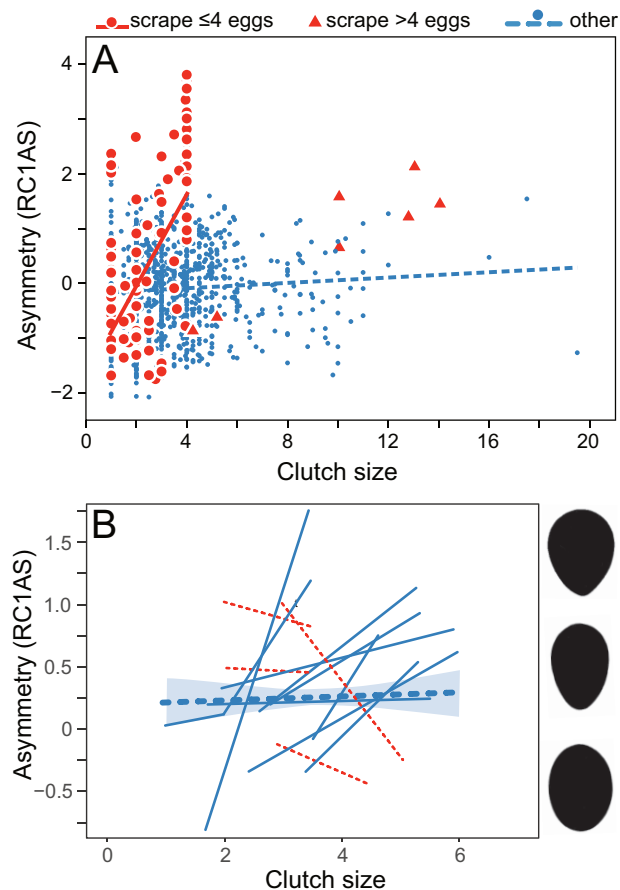 scrape ≤4 eggs scrape >4 eggs other
A
4
2
0
−2
Asymmetry (RC1AS)
0 4 8 12 16 20
Clutch size
B
1.5
1.0
0.5
0
−0.5
Asymmetry (RC1AS)
0 2 4 6
Clutch size